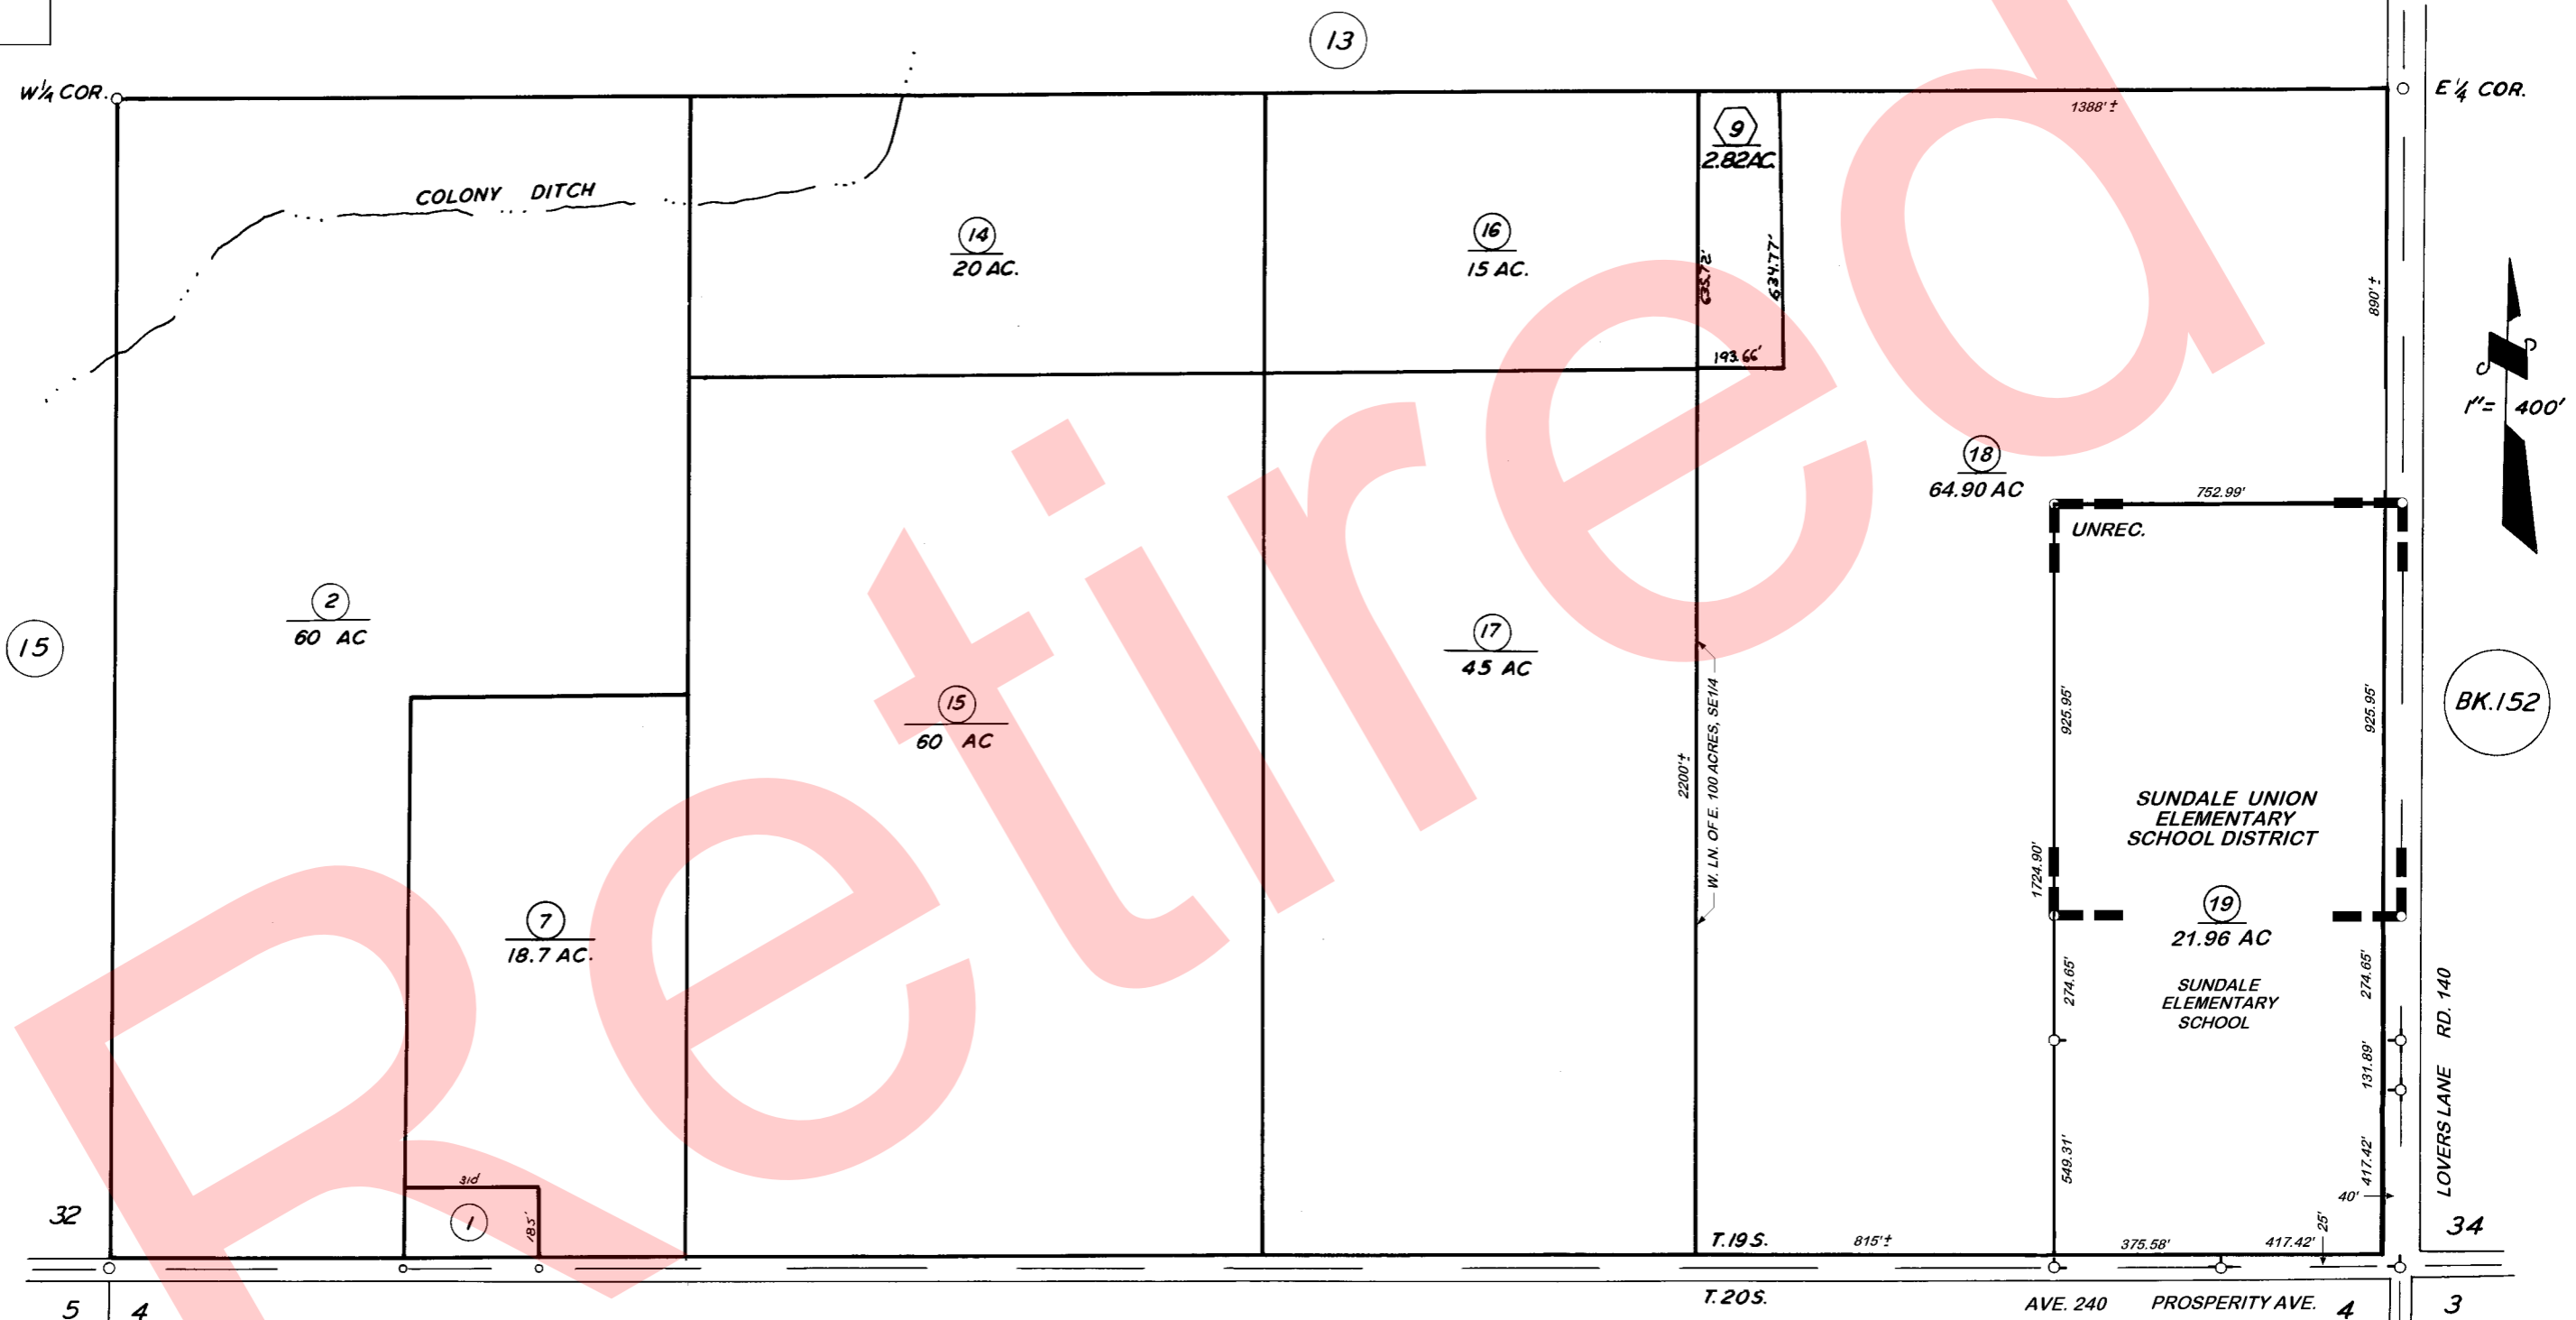 13
W¼ COR.
E¼ COR.
1388'±
9
2.82AC.
COLONY DITCH
14
20 AC.
16
15 AC.
635.72'
634.77'
890'±
193.66'
1"= 400'
18
64.90 AC
752.99'
UNREC.
2
60 AC
15
17
45 AC
15
60 AC
W. LN. OF E. 100 ACRES, SE1/4
2200'±
925.95'
925.95'
BK.152
SUNDALE UNION
ELEMENTARY
SCHOOL DISTRICT
1724.90'
7
18.7 AC.
19
21.96 AC
274.65'
274.65'
SUNDALE
ELEMENTARY
SCHOOL
LOVERS LANE RD. 140
131.89'
549.31'
417.42'
40'
310'
1
185'
32
34
T.19S.
815'±
375.58'
417.42'
25'
5
4
T.20S.
AVE. 240 PROSPERITY AVE.
4
3
Retired